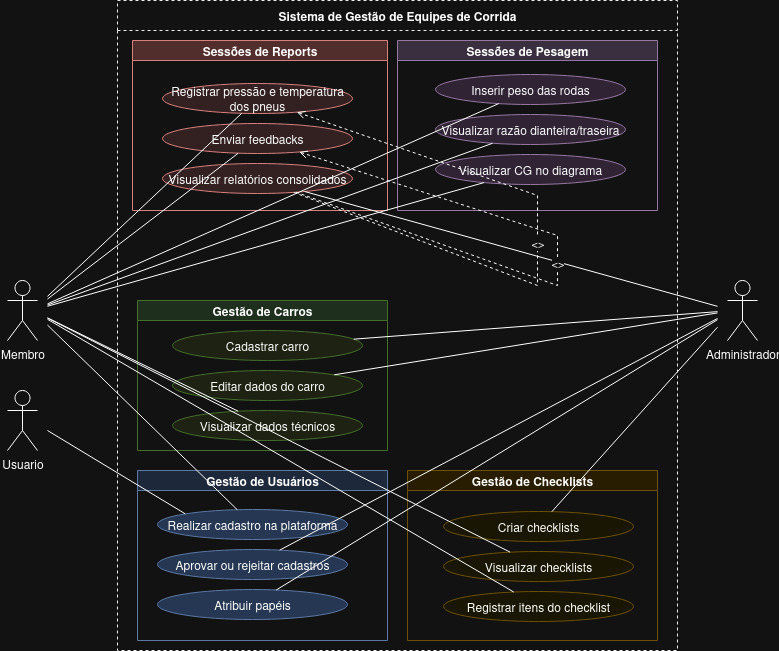 Sistema de Gestão de Equipes de Corrida
Sessões de Reports
Registrar pressão e temperatura
dos pneus
Enviar feedbacks
Visualizar relatórios consolidados
Sessões de Pesagem
Inserir peso das rodas
Visualizar razão dianteira/traseira
Visualizar CG no diagrama
<>
<>
Membro
Usuario
Administrador
Gestão de Carros
Cadastrar carro
Editar dados do carro
Visualizar dados técnicos
Gestão de Usuários
Realizar cadastro na plataforma
Aprovar ou rejeitar cadastros
Atribuir papéis
Gestão de Checklists
Criar checklists
Visualizar checklists
Registrar itens do checklist